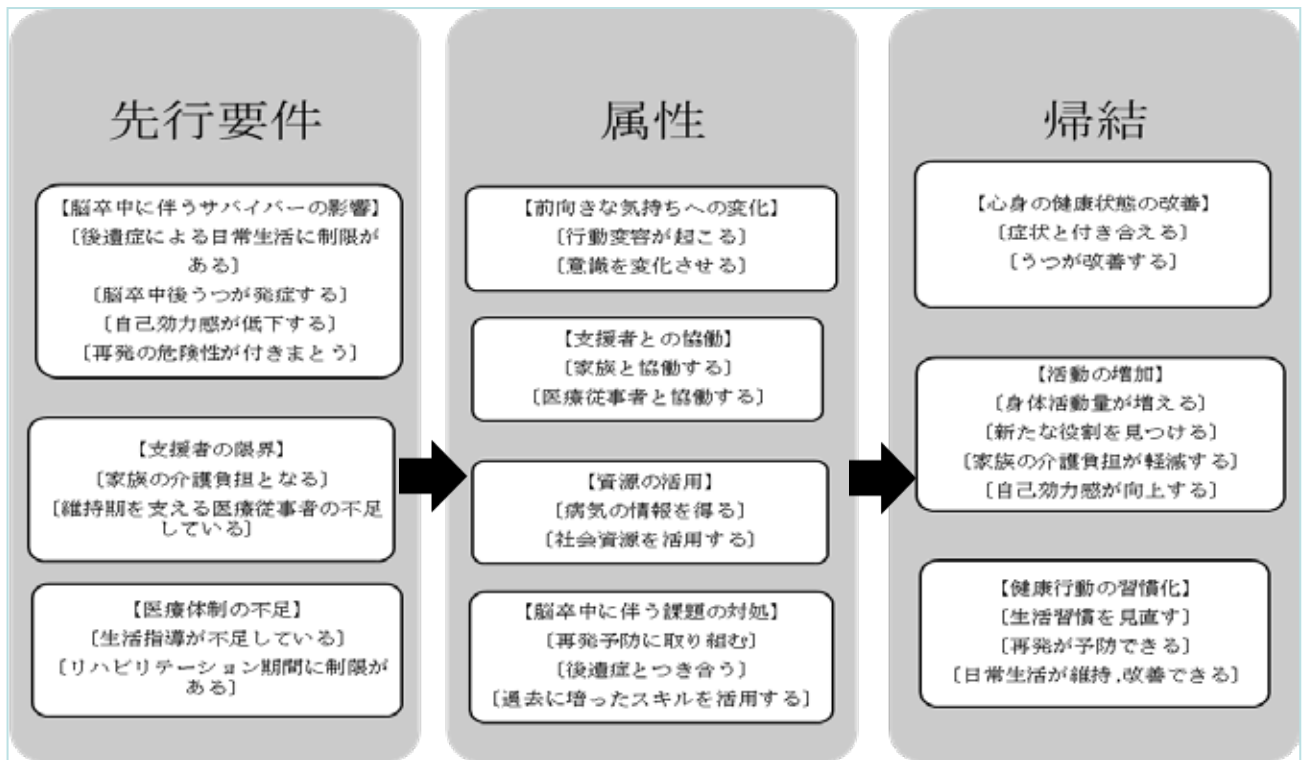 先行要件
【脳卒中に伴うサバイバーの影響】
〔後遺症による日常生活に制限が
ある〕
〔脳卒中後うつが発症する〕
〔自己効力感が低下する〕
〔再発の危険性が付きまとう〕
【支援者の限界】
〔家族の介護負担となる〕
〔維持期を支える医療従事者の不足
している〕
【医療体制の不足】
〔生活指導が不足している〕
〔リハビリテーション期間に制限が
ある〕
属性
【前向きな気持ちへの変化】
〔行動変容が起こる〕
〔意識を変化させる〕
【支援者との協働】
〔家族と協働する〕
〔医療従事者と協働する〕
【資源の活用】
〔病気の情報を得る〕
〔社会資源を活用する〕
【脳卒中に伴う課題の対処】
〔再発予防に取り組む〕
〔後遺症とつき合う〕
〔過去に培ったスキルを活用する〕
帰結
【心身の健康状態の改善】
〔症状と付き合える〕
〔うつが改善する〕
【活動の増加】
〔身体活動量が増える〕
〔新たな役割を見つける〕
〔家族の介護負担が軽減する〕
〔自己効力感が向上する〕
【健康行動の習慣化】
〔生活習慣を見直す〕
〔再発が予防できる〕
〔日常生活が維持,改善できる〕